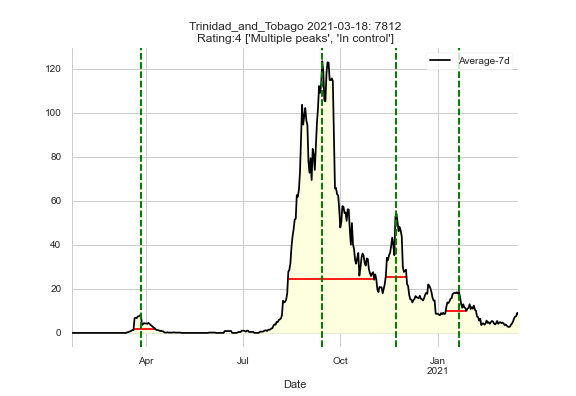 Trinidad_and_Tobago 2021-03-18: 7812
Rating:4 ['Multiple peaks', 'In control']
Average-7d
120
100
80
60
40
20
0
Apr
Jul
Oct
Jan
2021
Date